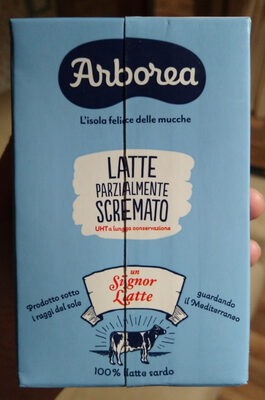 Arborea
L'isola felice delle mucche
LATTE
PARZIALMENTE
SCREMATO
UHT a lunga conservazione
un
Signor
Latte
Prodotto sotto
i raggi del sole
guardando
il Mediterraneo
100% latte sardo